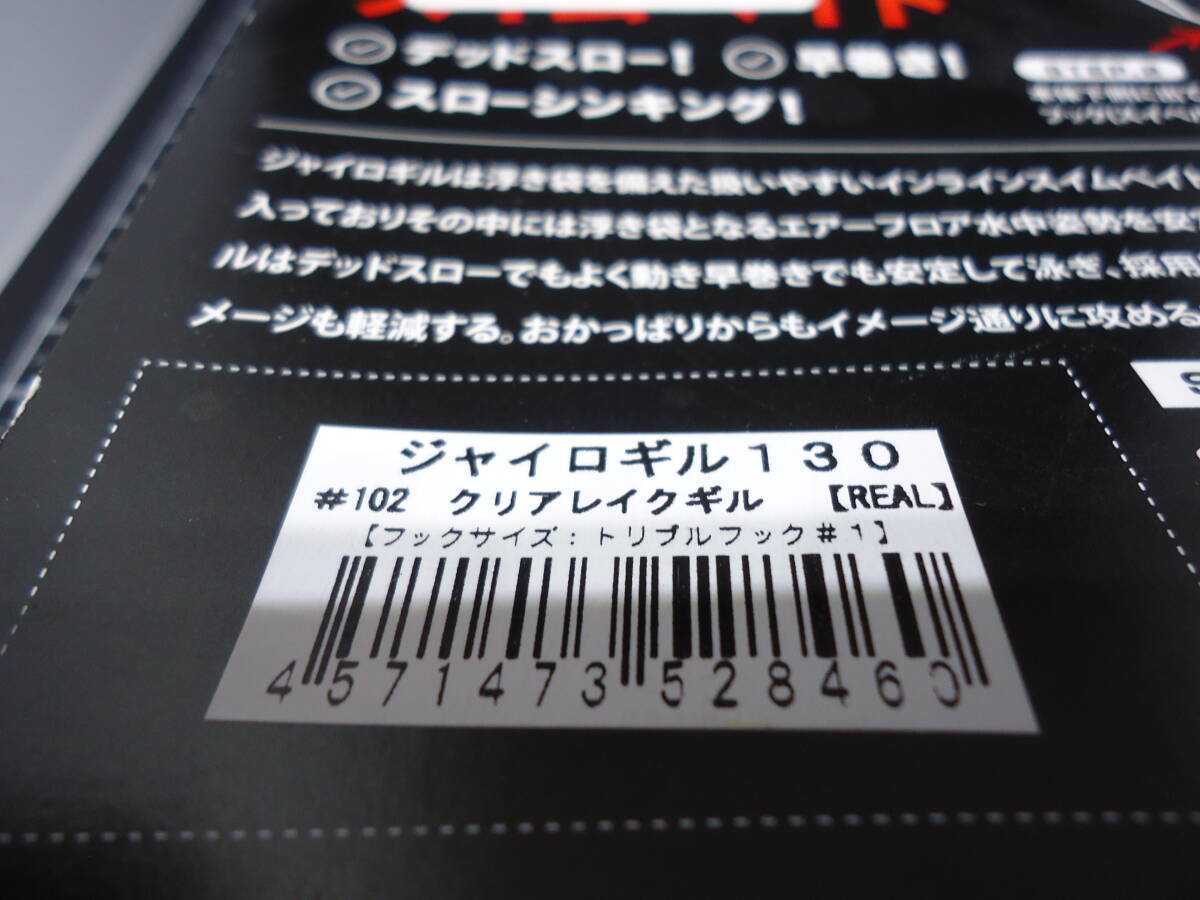 デッドスロー! 早巻き!
スローシンキング!
ジャイロギルは浮き袋を備えた扱いやすいインラインスイムベイト
入っておりその中には浮き袋となるエアーフロア水中姿勢を安
ルはデッドスローでもよく動き早巻きでも安定して泳ぎ、採用
メージも軽減する。おかっぱりからもイメージ通りに攻める
S
ジャイロギル130
#102 クリアレイクギル 【REAL】
【フックサイズ:トリプルフック#1】
4571473528460